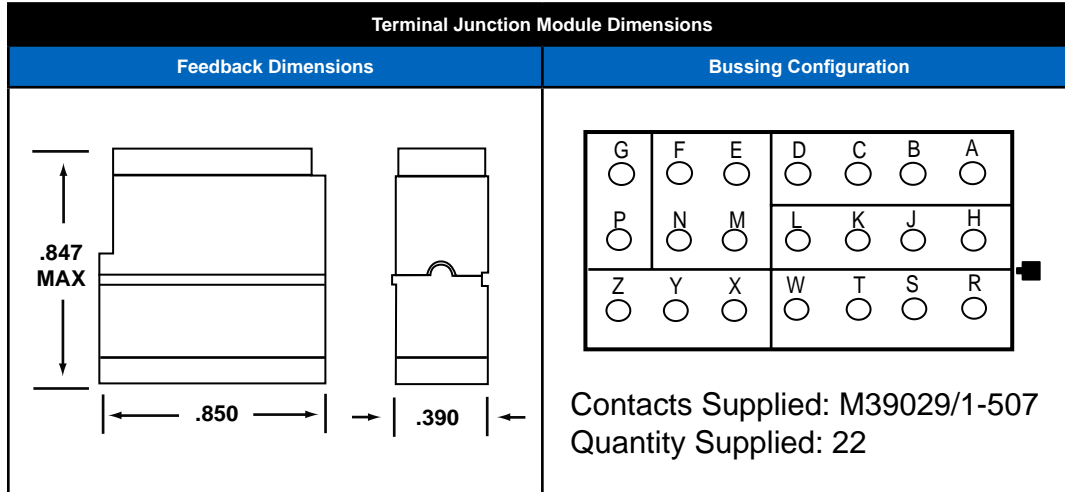 Terminal Junction Module Dimensions
Feedback Dimensions
Bussing Configuration
.847
MAX
.850
.390
G F E D C B A
P N M L K J H
Z Y X W T S R
Contacts Supplied: M39029/1-507
Quantity Supplied: 22